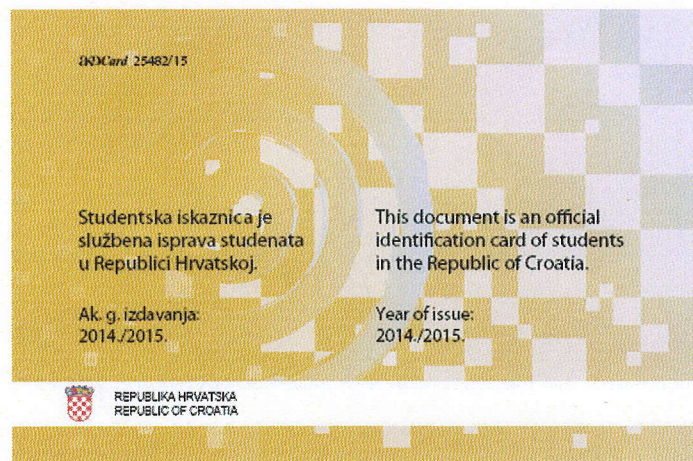 AKDCard 25482/15
Studentska iskaznica je
službena isprava studenata
u Republici Hrvatskoj.
Ak. g. izdavanja:
2014./2015.
This document is an official
identification card of students
in the Republic of Croatia.
Year of issue:
2014./2015.
REPUBLIKA HRVATSKA
REPUBLIC OF CROATIA